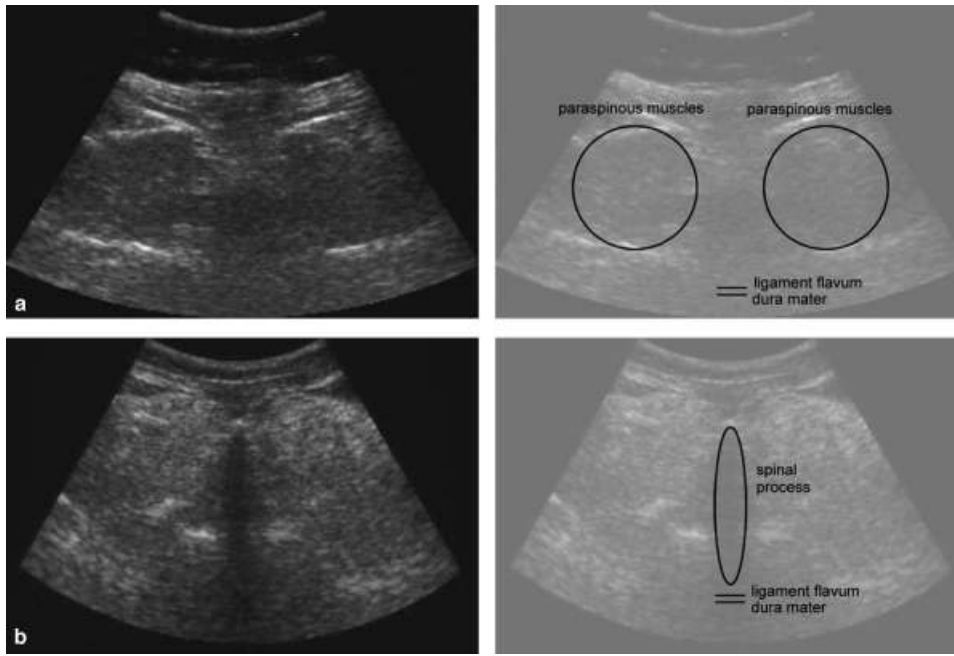 paraspinous muscles
paraspinous muscles
ligament flavum
dura mater
a
spinal
process
ligament flavum
dura mater
b